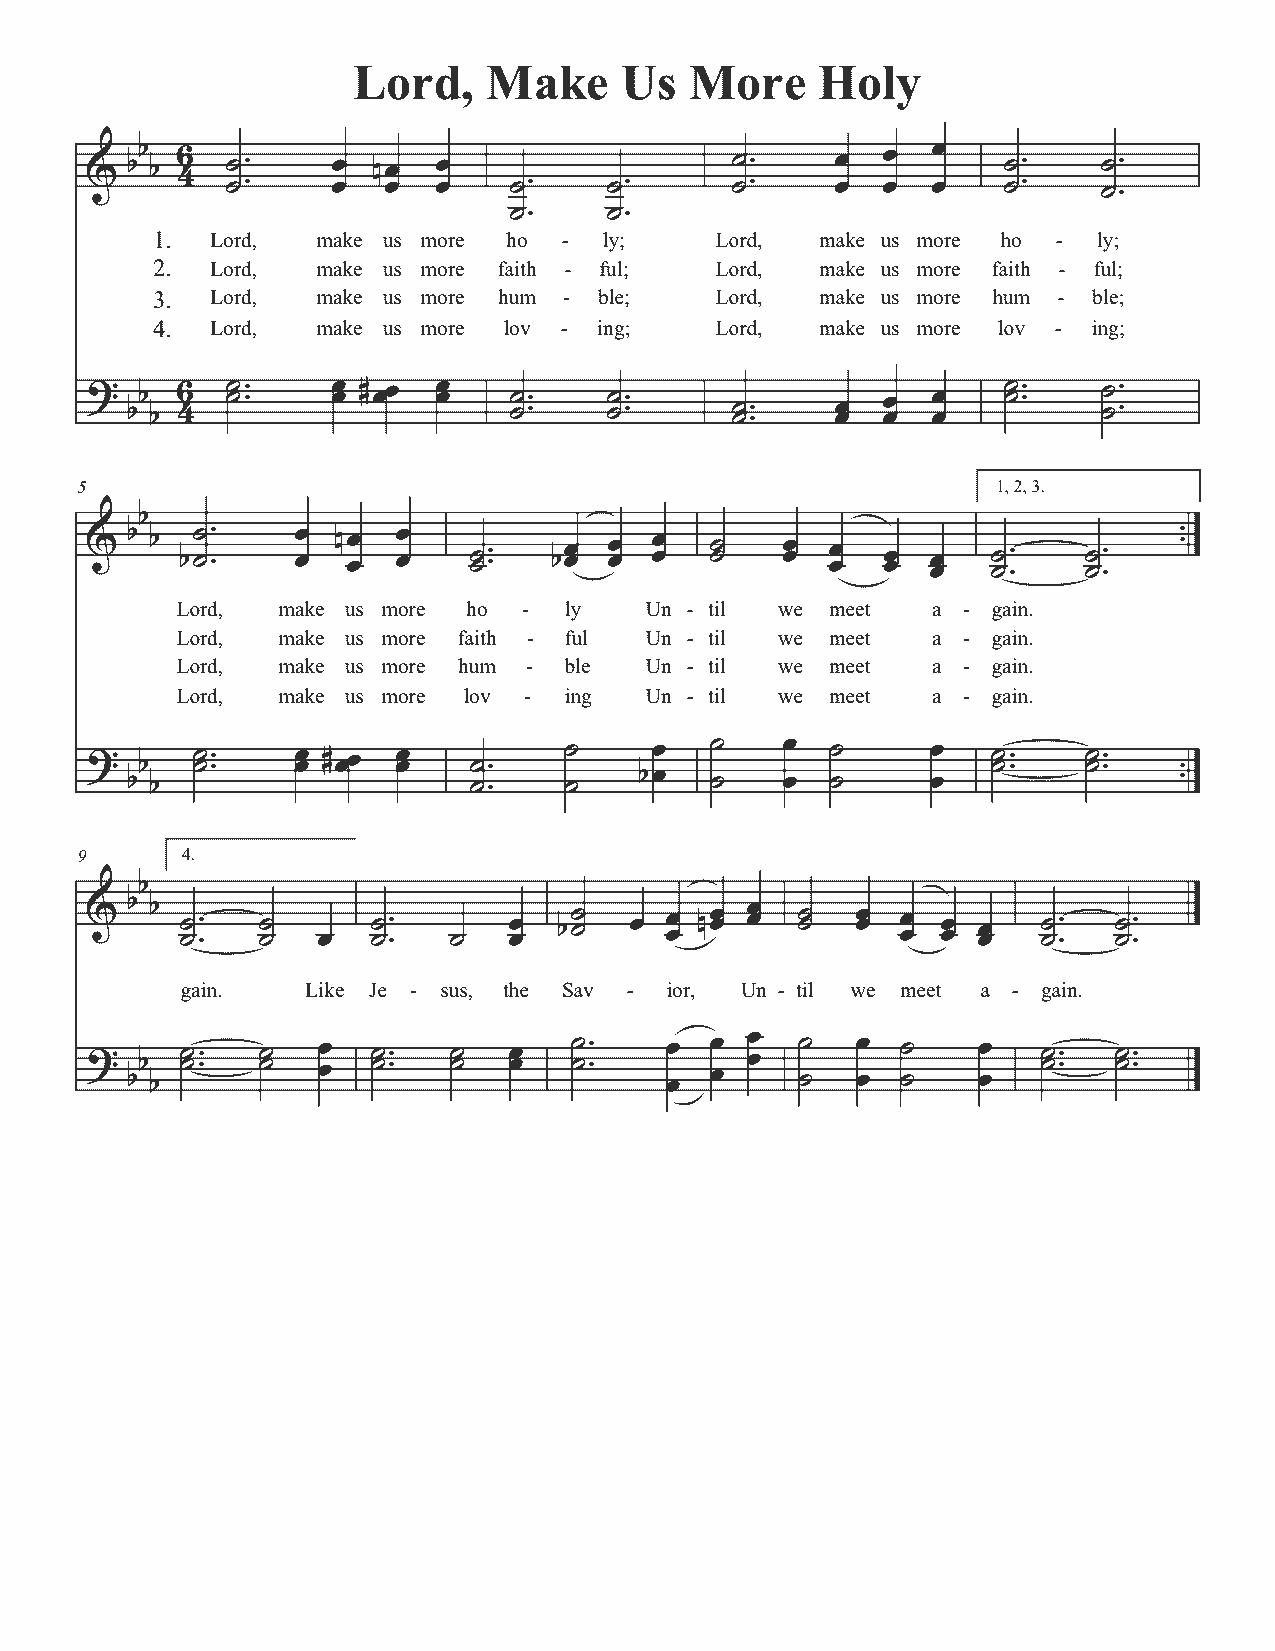 Lord, Make Us More Holy
6
4
1. Lord, make us more ho - ly; Lord, make us more ho - ly;
2. Lord, make us more faith - ful; Lord, make us more faith - ful;
3. Lord, make us more hum - ble; Lord, make us more hum - ble;
4. Lord, make us more lov - ing; Lord, make us more lov - ing;
6
4
5 1, 2, 3.
Lord, make us more ho - ly Un - til we meet a - gain.
Lord, make us more faith - ful Un - til we meet a - gain.
Lord, make us more hum - ble Un - til we meet a - gain.
Lord, make us more lov - ing Un - til we meet a - gain.
9 4.
gain. Like Je - sus, the Sav - ior, Un - til we meet a - gain.